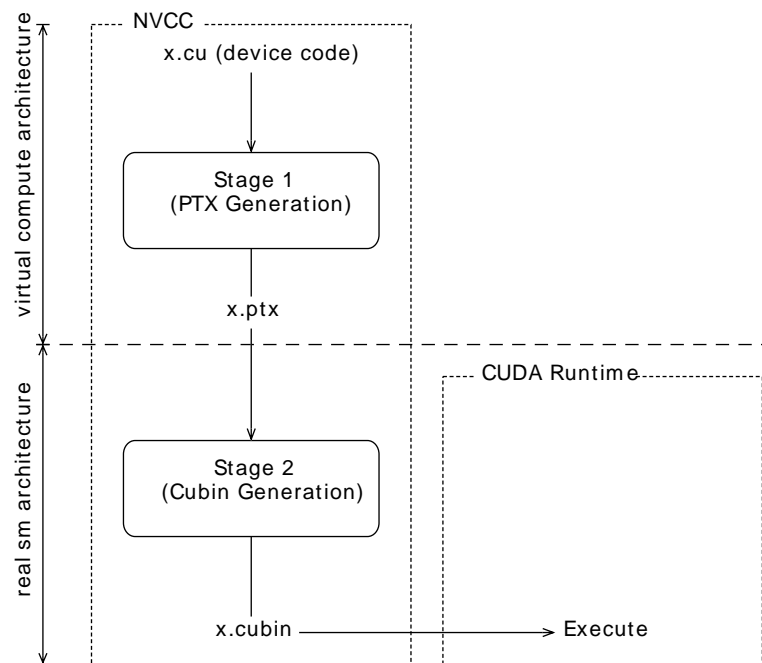 NVCC
x.cu (device code)
virtual compute architecture
Stage 1
(PTX Generation)
x.ptx
CUDA Runtime
real sm architecture
Stage 2
(Cubin Generation)
x.cubin
Execute